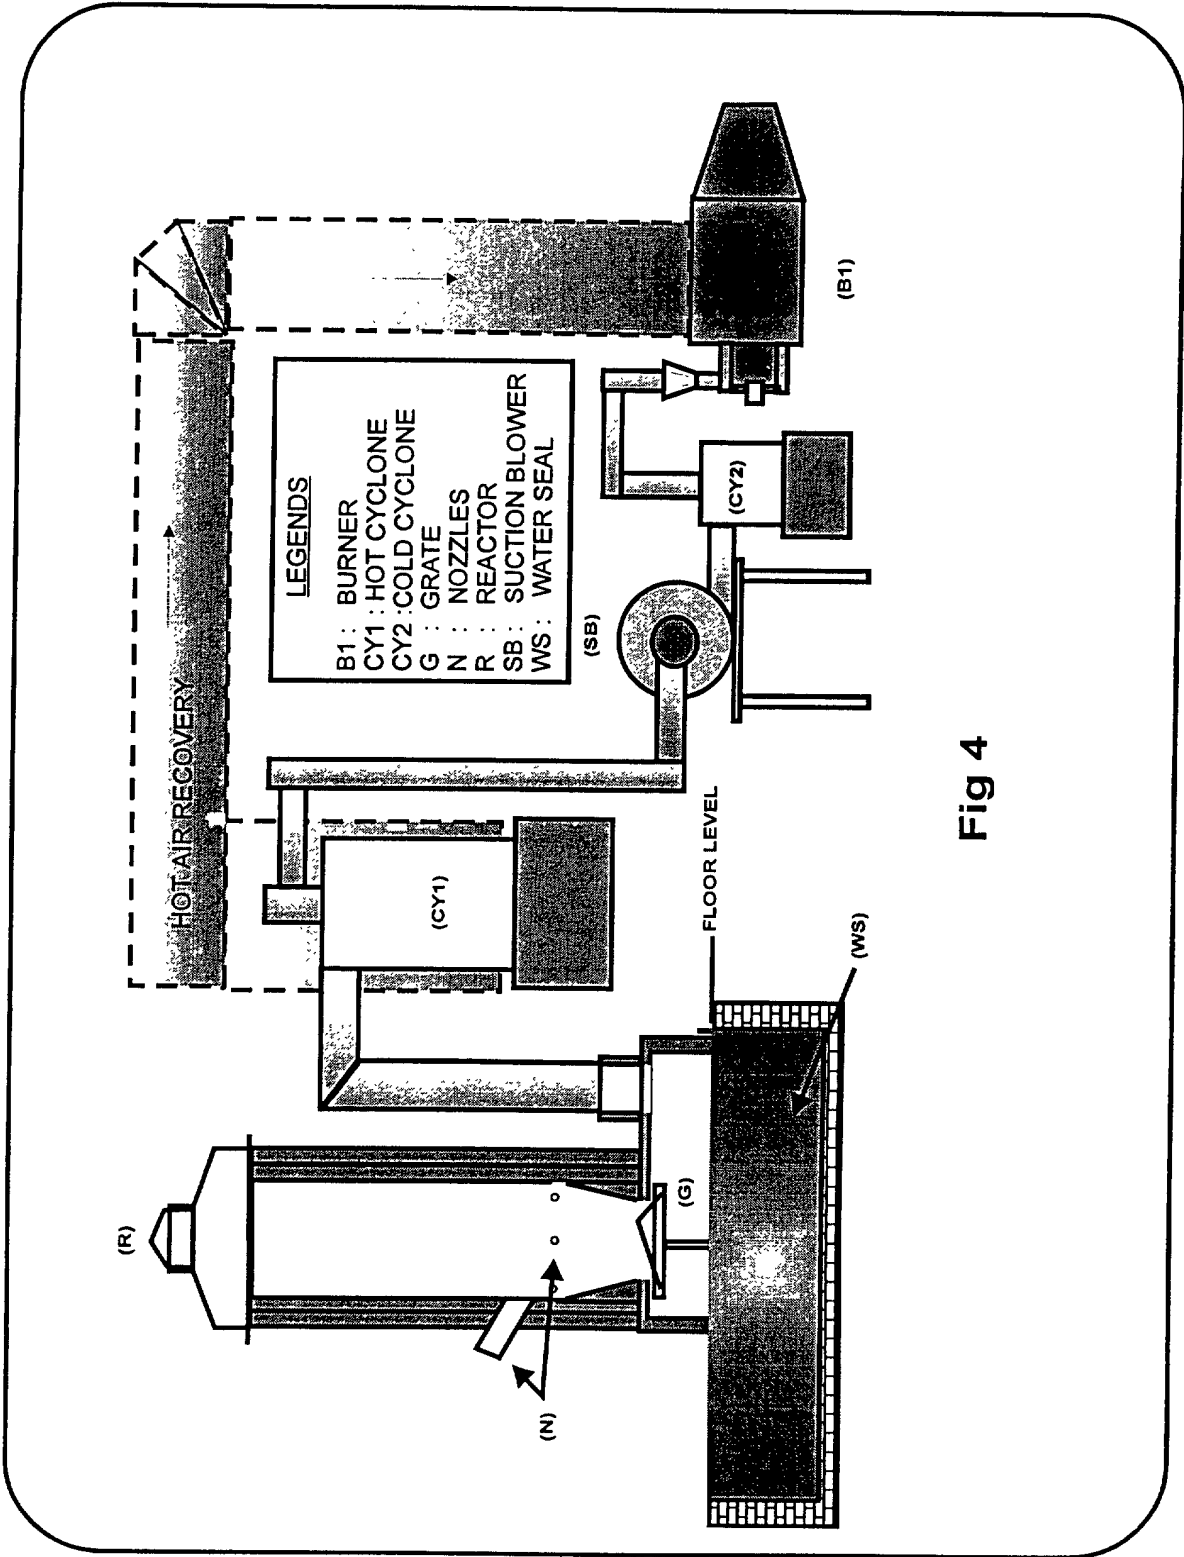 HOT AIR RECOVERY
(R)
(N)
(G)
(CY1)
LEGENDS
B1 : BURNER
CY1 : HOT CYCLONE
CY2 : COLD CYCLONE
G : GRATE
N : NOZZLES
R : REACTOR
SB : SUCTION BLOWER
WS : WATER SEAL
(SB)
(CY2)
(B1)
FLOOR LEVEL
(WS)
Fig 4